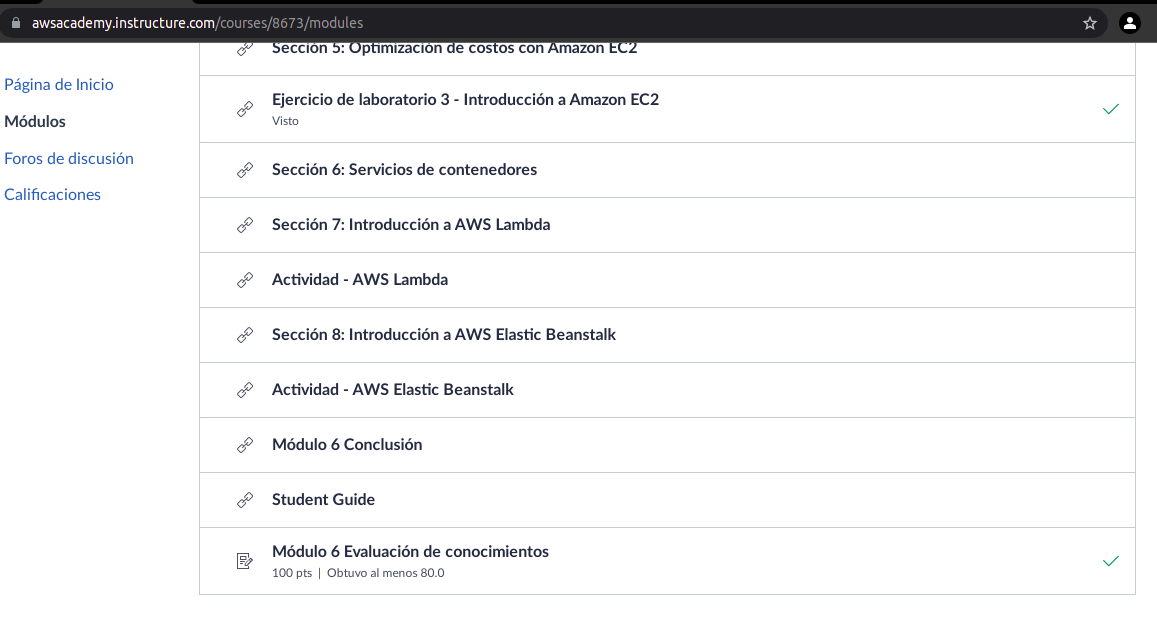 awsacademy.instructure.com/courses/8673/modules
Página de Inicio
Módulos
Foros de discusión
Calificaciones
Sección 5: Optimización de costos con Amazon EC2
Ejercicio de laboratorio 3 - Introducción a Amazon EC2
Visto
Sección 6: Servicios de contenedores
Sección 7: Introducción a AWS Lambda
Actividad - AWS Lambda
Sección 8: Introducción a AWS Elastic Beanstalk
Actividad - AWS Elastic Beanstalk
Módulo 6 Conclusión
Student Guide
Módulo 6 Evaluación de conocimientos
100 pts | Obtuvo al menos 80.0